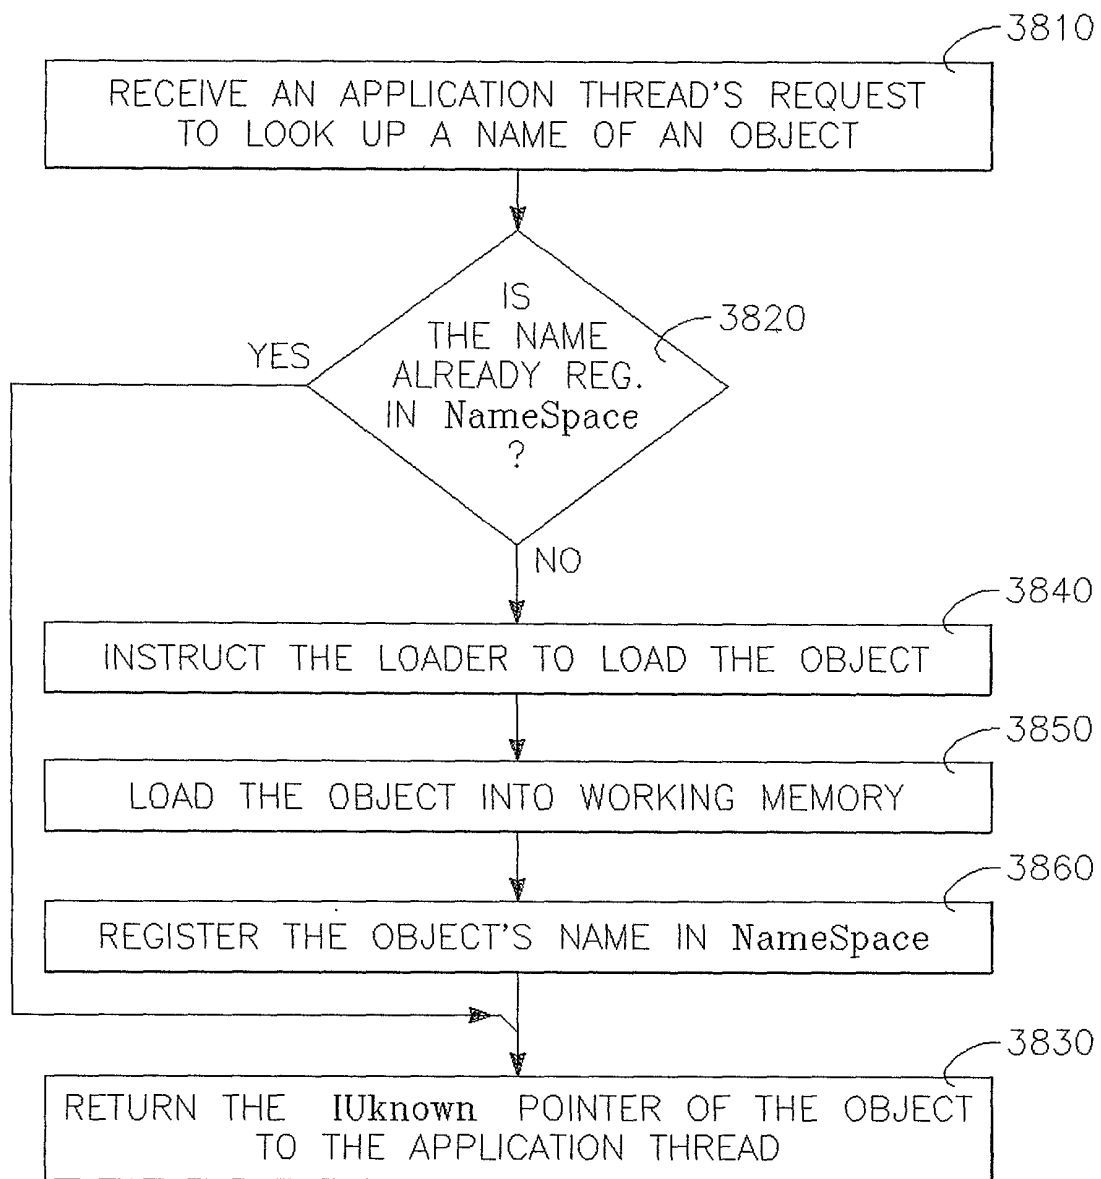 3810
RECEIVE AN APPLICATION THREAD'S REQUEST
TO LOOK UP A NAME OF AN OBJECT
IS
THE NAME
ALREADY REG.
IN NameSpace
?
3820
YES
NO
3840
INSTRUCT THE LOADER TO LOAD THE OBJECT
3850
LOAD THE OBJECT INTO WORKING MEMORY
3860
REGISTER THE OBJECT'S NAME IN NameSpace
3830
RETURN THE IUknown POINTER OF THE OBJECT
TO THE APPLICATION THREAD